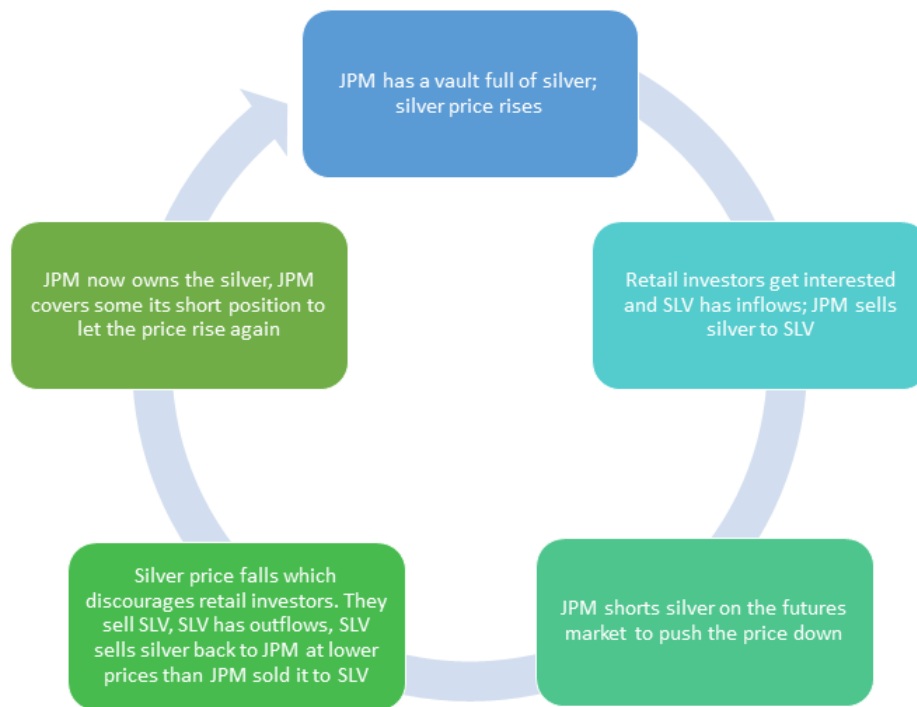 JPM has a vault full of silver;
silver price rises
Retail investors get interested
and SLV has inflows; JPM sells
silver to SLV
JPM shorts silver on the futures
market to push the price down
Silver price falls which
discourages retail investors. They
sell SLV, SLV has outflows, SLV
sells silver back to JPM at lower
prices than JPM sold it to SLV
JPM now owns the silver, JPM
covers some its short position to
let the price rise again